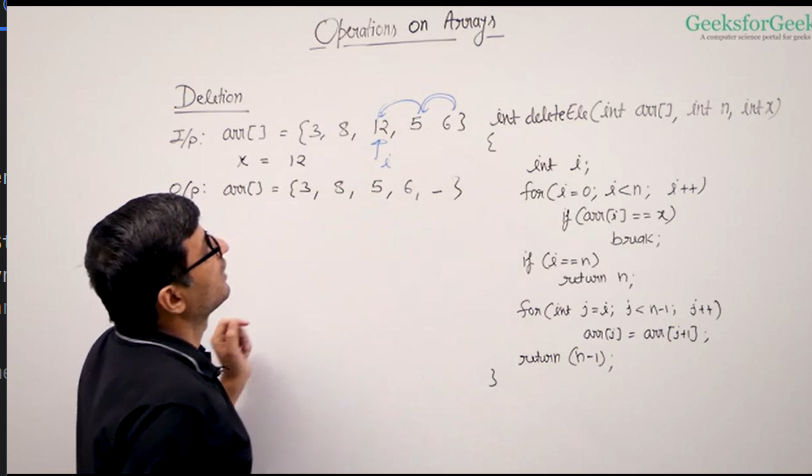 Operations on Arrays
GeeksforGeek
A computer science portal for geeks
Deletion
I/p: arr[] = {3, 8, 12, 5 6}
x = 12
i
O/p: arr[] = {3, 8, 5, 6, _ }
int deleteEle(int arr[], int n, int x)
{
int i;
for(i=0; i<n; i++)
if(arr[i] == x)
break;
if (i==n)
return n;
for(int j=i; j<n-1; j++)
arr[j] = arr[j+1];
return (n-1);
}